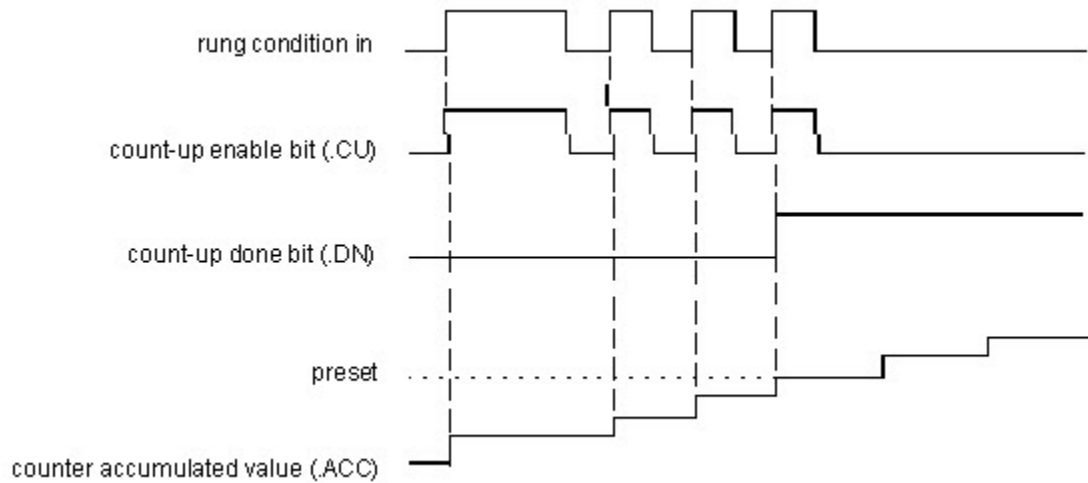 rung condition in
count-up enable bit (.CU)
count-up done bit (.DN)
preset
counter accumulated value (.ACC)